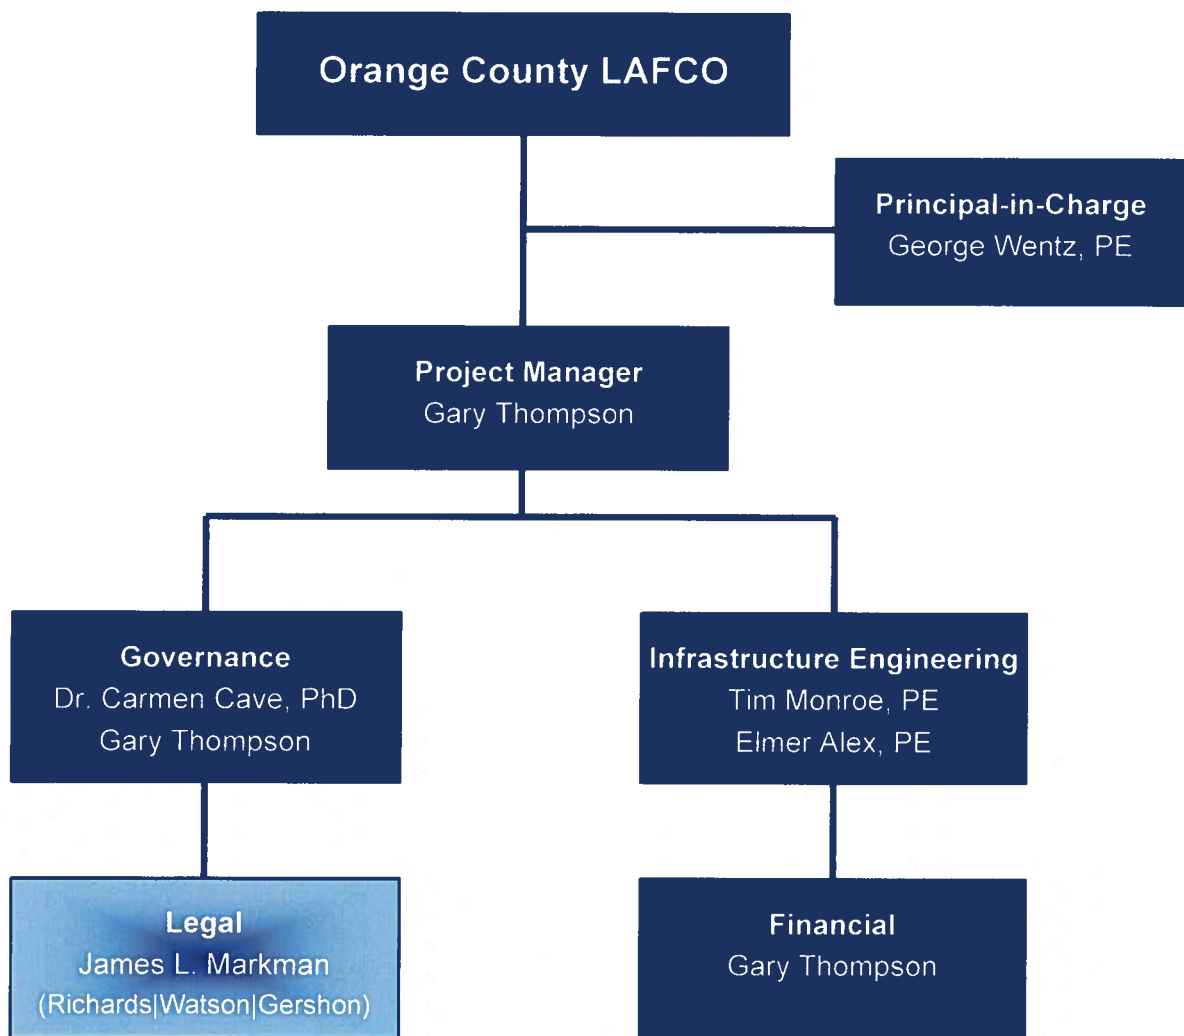 Orange County LAFCO
Principal-in-Charge
George Wentz, PE
Project Manager
Gary Thompson
Governance
Dr. Carmen Cave, PhD
Gary Thompson
Infrastructure Engineering
Tim Monroe, PE
Elmer Alex, PE
Legal
James L. Markman
(Richards|Watson|Gershon)
Financial
Gary Thompson